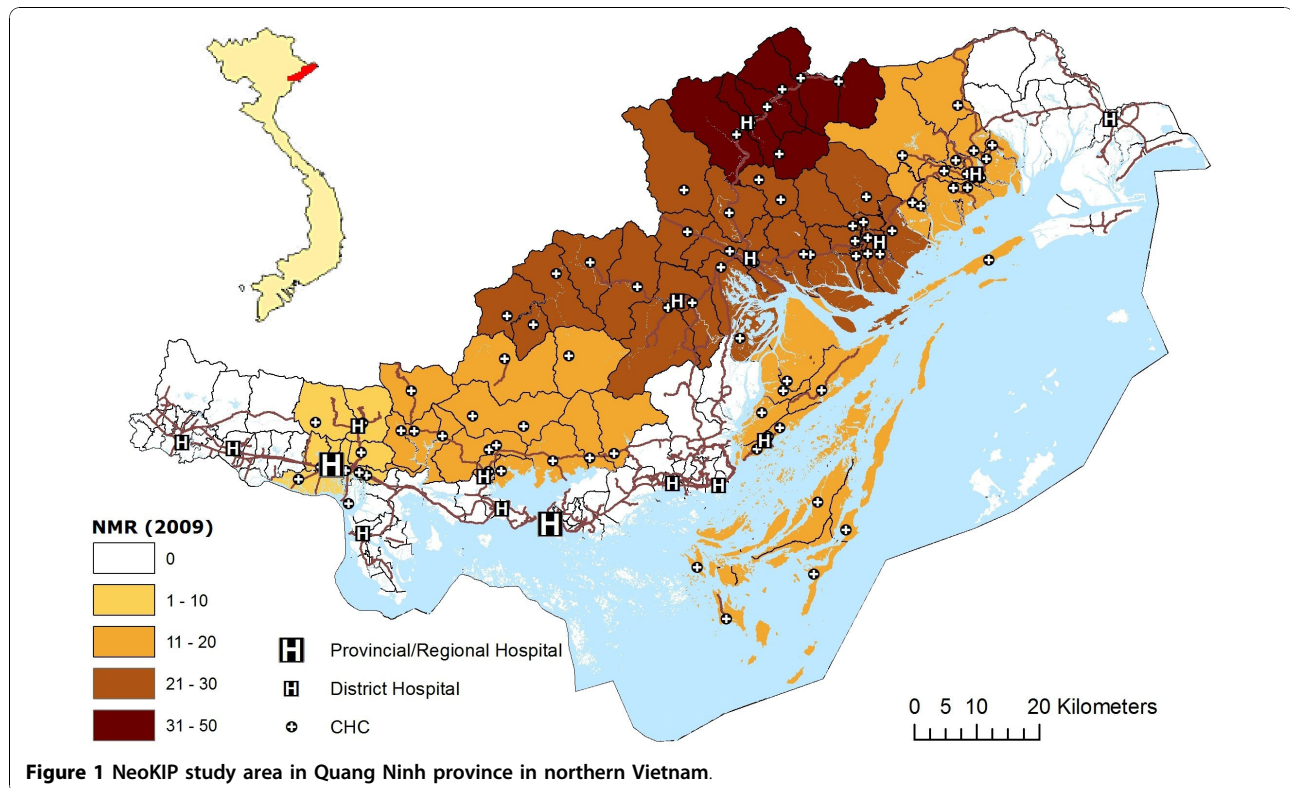 NMR (2009)
0
1 - 10
11 - 20
21 - 30
31 - 50
H Provincial/Regional Hospital
H District Hospital
CHC
0 5 10 20 Kilometers
Figure 1 NeoKIP study area in Quang Ninh province in northern Vietnam.